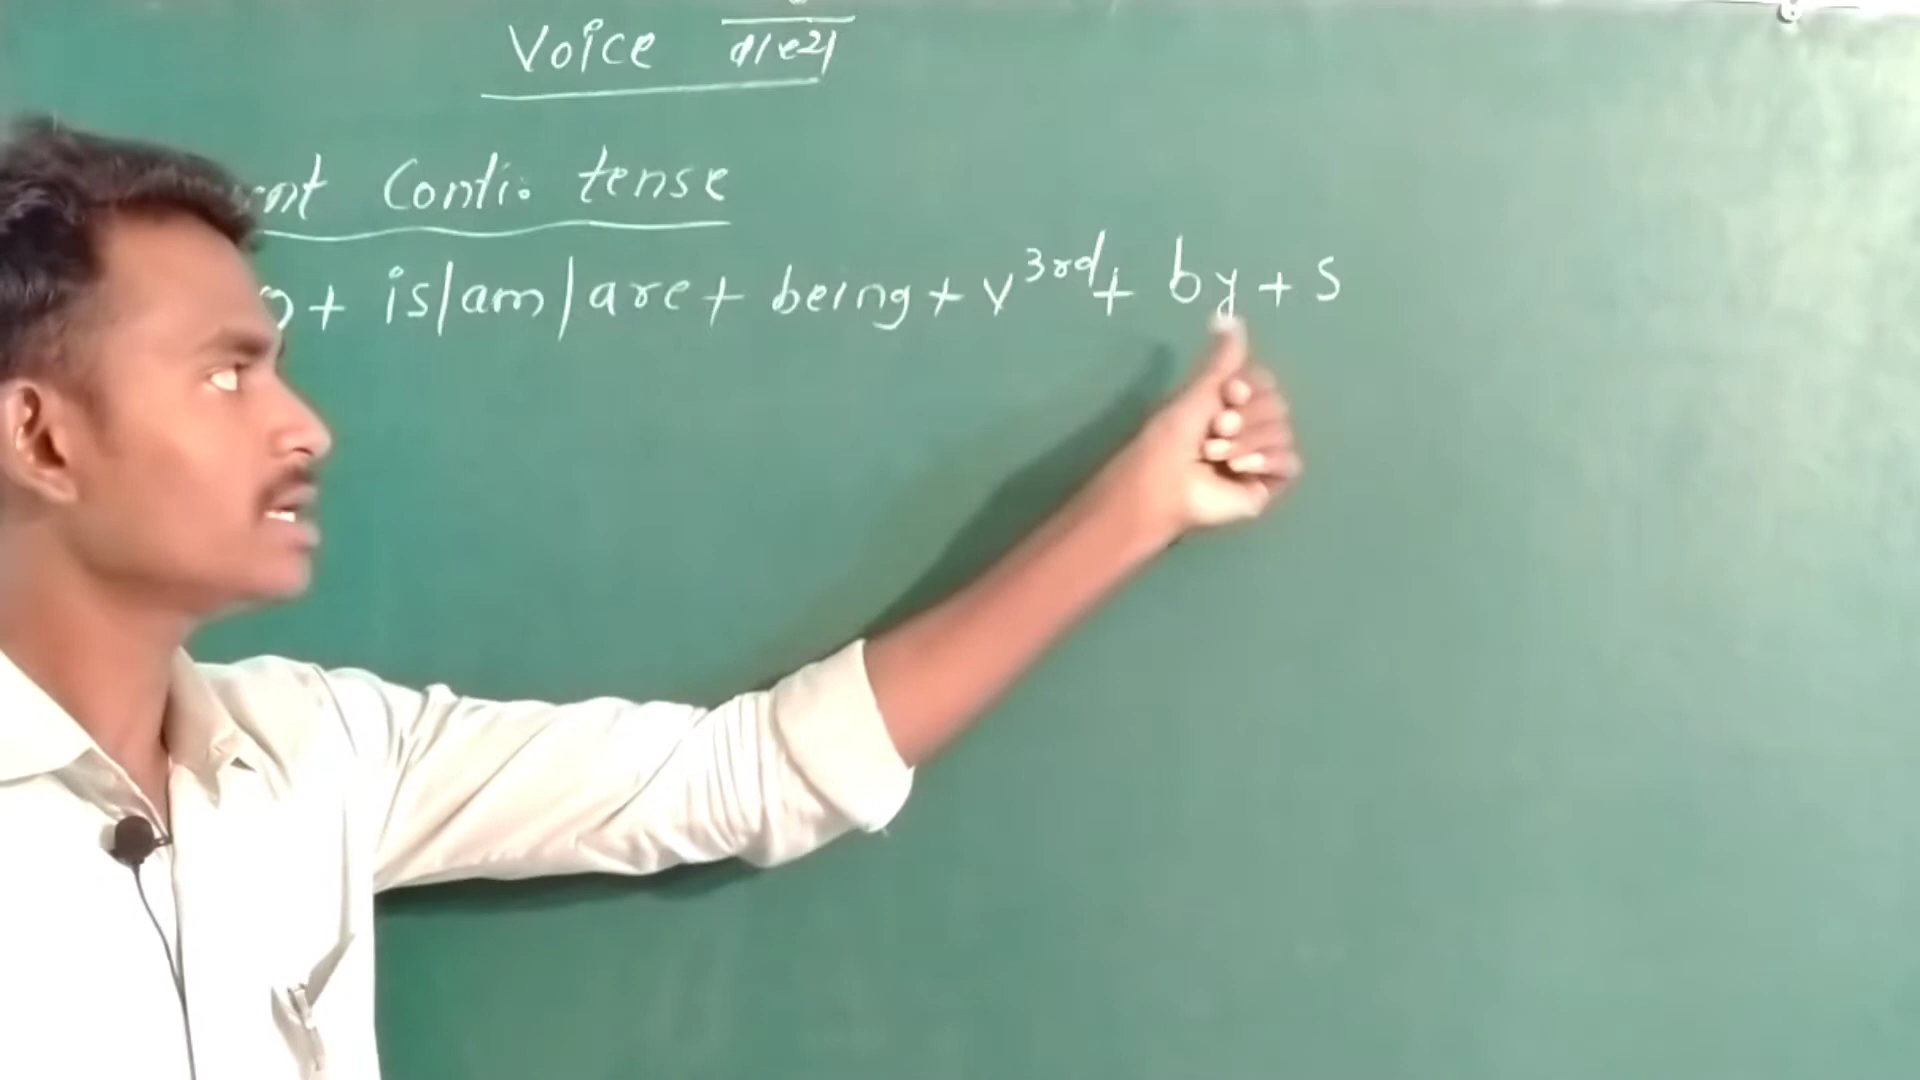 Voice वाच्य
Conti. tense
+ is/am/are + being + v³ʳᵈ + by + S